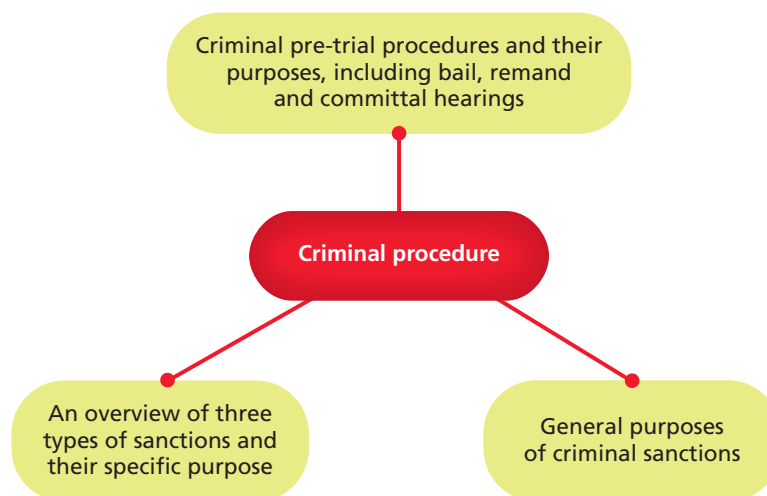 Criminal pre-trial procedures and their
purposes, including bail, remand
and committal hearings
Criminal procedure
An overview of three
types of sanctions and
their specific purpose
General purposes
of criminal sanctions